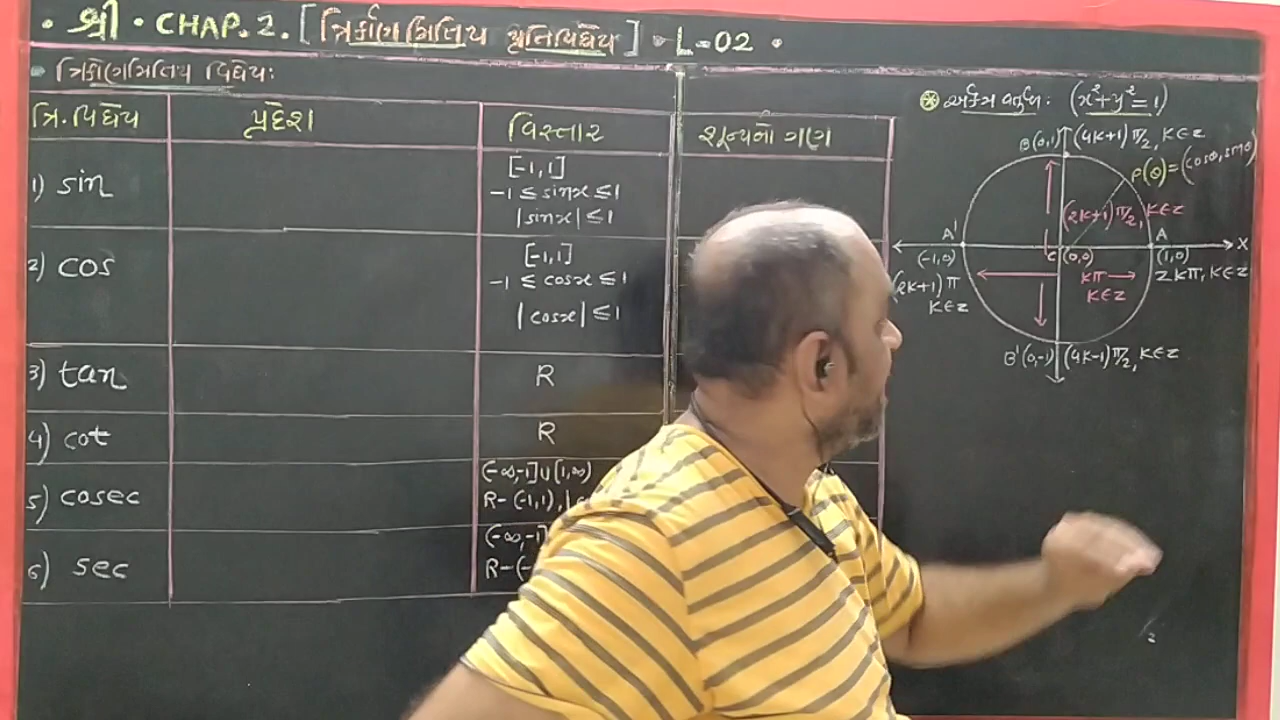 • શ્રી • CHAP. 2. [ ત્રિકોણમિતિય પ્રતિવિધેય ] • L-02 •
• ત્રિકોણમિતિય વિધેય:
ત્રિ. વિધેય પ્રદેશ વિસ્તાર શૂન્યનો ગણ
1) sin
[-1,1]
-1 ≤ sinx ≤ 1
|sinx| ≤ 1
2) cos
[-1,1]
-1 ≤ cosx ≤ 1
|cosx| ≤ 1
3) tan R
4) cot R
5) cosec
(-∞,-1]∪[1,∞)
R-(-1,1),
6) sec
(-∞,-1]
R-(-
એકમ વર્તુળ: (x²+y²=1)
B(0,1) (4k+1)π/2, k∈z
P(θ)=(cosθ, sinθ)
(2k+1)π/2, k∈z
A' A X
(-1,0) C (0,0) (1,0)
(2k+1)π kπ 2kπ, k∈z
k∈z k∈z
B'(0,-1) (4k-1)π/2, k∈z